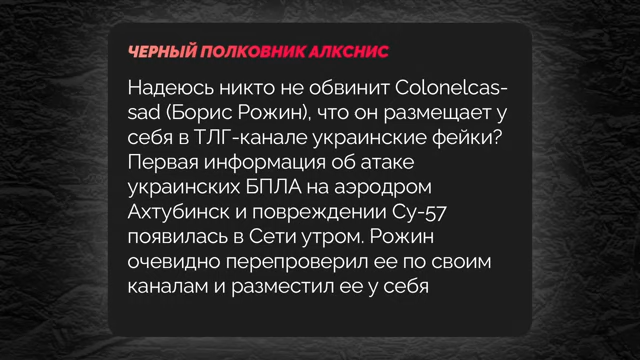 ЧЕРНЫЙ ПОЛКОВНИК АЛКСНИС
Надеюсь никто не обвинит Colonelcas-
sad (Борис Рожин), что он размещает у
себя в ТЛГ-канале украинские фейки?
Первая информация об атаке
украинских БПЛА на аэродром
Ахтубинск и повреждении Су-57
появилась в Сети утром. Рожин
очевидно перепроверил ее по своим
каналам и разместил ее у себя